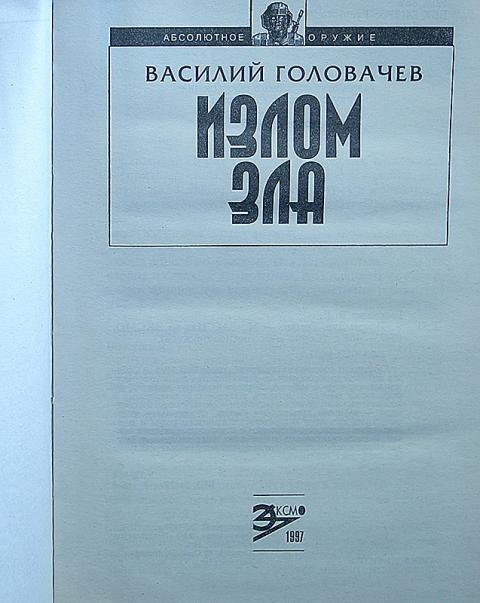 АБСОЛЮТНОЕ ОРУЖИЕ
ВАСИЛИЙ ГОЛОВАЧЕВ
ИЗЛОМ
ЗЛА
ЭКСМО
1997